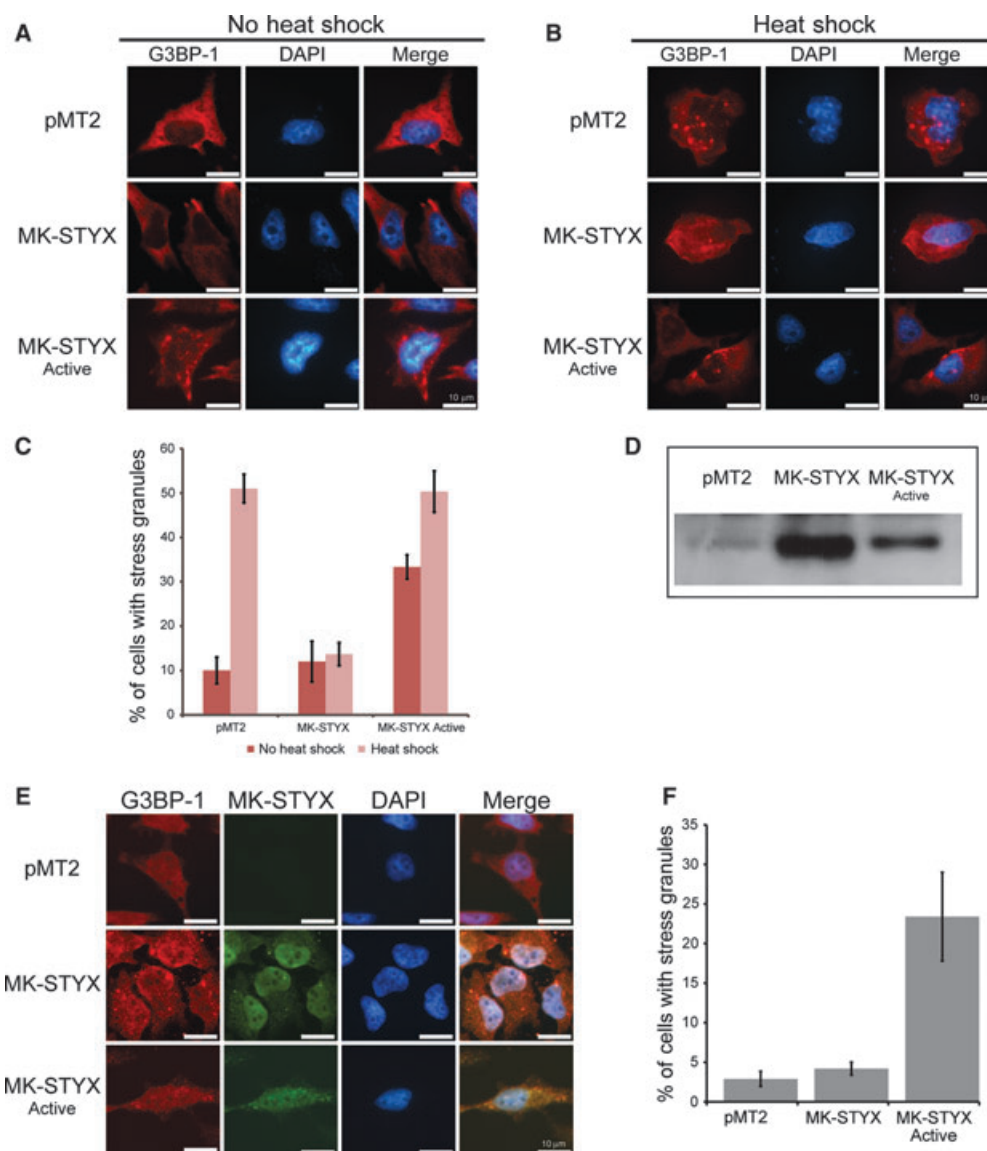 A
No heat shock
G3BP-1 DAPI Merge
pMT2
MK-STYX
MK-STYX
Active
10 µm
B
Heat shock
G3BP-1 DAPI Merge
pMT2
MK-STYX
MK-STYX
Active
10 µ
C
% of cells with stress granules
60
50
40
30
20
10
0
pMT2 MK-STYX MK-STYX Active
No heat shock Heat shock
D
pMT2 MK-STYX MK-STYX
Active
E
G3BP-1 MK-STYX DAPI Merge
pMT2
MK-STYX
MK-STYX
Active
10 µm
F
% of cells with stress granules
35
30
25
20
15
10
5
0
pMT2 MK-STYX MK-STYX
Active